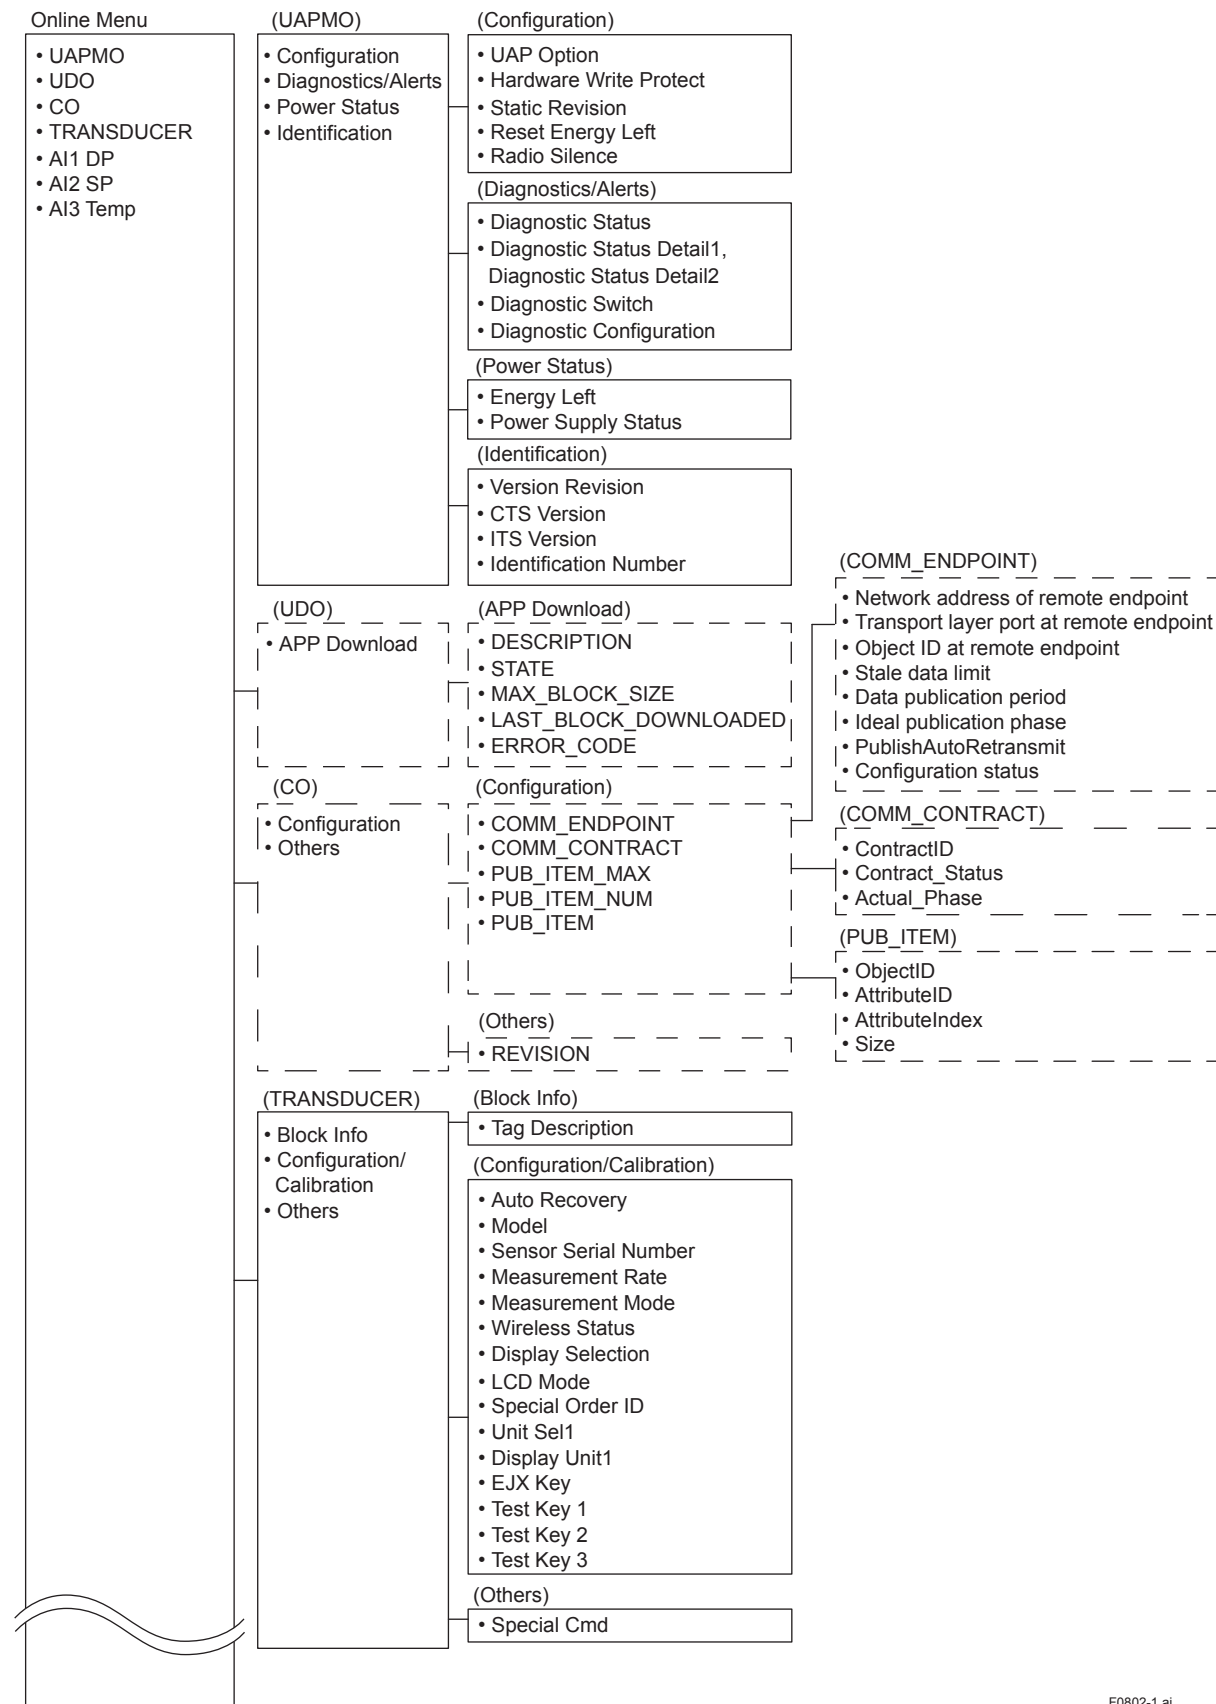 Online Menu
• UAPMO
• UDO
• CO
• TRANSDUCER
• AI1 DP
• AI2 SP
• AI3 Temp
(UAPMO)
• Configuration
• Diagnostics/Alerts
• Power Status
• Identification
(Configuration)
• UAP Option
• Hardware Write Protect
• Static Revision
• Reset Energy Left
• Radio Silence
(Diagnostics/Alerts)
• Diagnostic Status
• Diagnostic Status Detail1,
Diagnostic Status Detail2
• Diagnostic Switch
• Diagnostic Configuration
(Power Status)
• Energy Left
• Power Supply Status
(Identification)
• Version Revision
• CTS Version
• ITS Version
• Identification Number
(UDO)
• APP Download
(APP Download)
• DESCRIPTION
• STATE
• MAX_BLOCK_SIZE
• LAST_BLOCK_DOWNLOADED
• ERROR_CODE
(CO)
• Configuration
• Others
(Configuration)
• COMM_ENDPOINT
• COMM_CONTRACT
• PUB_ITEM_MAX
• PUB_ITEM_NUM
• PUB_ITEM
(COMM_ENDPOINT)
• Network address of remote endpoint
• Transport layer port at remote endpoint
• Object ID at remote endpoint
• Stale data limit
• Data publication period
• Ideal publication phase
• PublishAutoRetransmit
• Configuration status
(COMM_CONTRACT)
• ContractID
• Contract_Status
• Actual_Phase
(PUB_ITEM)
• ObjectID
• AttributeID
• AttributeIndex
• Size
(Others)
• REVISION
(TRANSDUCER)
• Block Info
• Configuration/
Calibration
• Others
(Block Info)
• Tag Description
(Configuration/Calibration)
• Auto Recovery
• Model
• Sensor Serial Number
• Measurement Rate
• Measurement Mode
• Wireless Status
• Display Selection
• LCD Mode
• Special Order ID
• Unit Sel1
• Display Unit1
• EJX Key
• Test Key 1
• Test Key 2
• Test Key 3
(Others)
• Special Cmd
F0802-1.ai